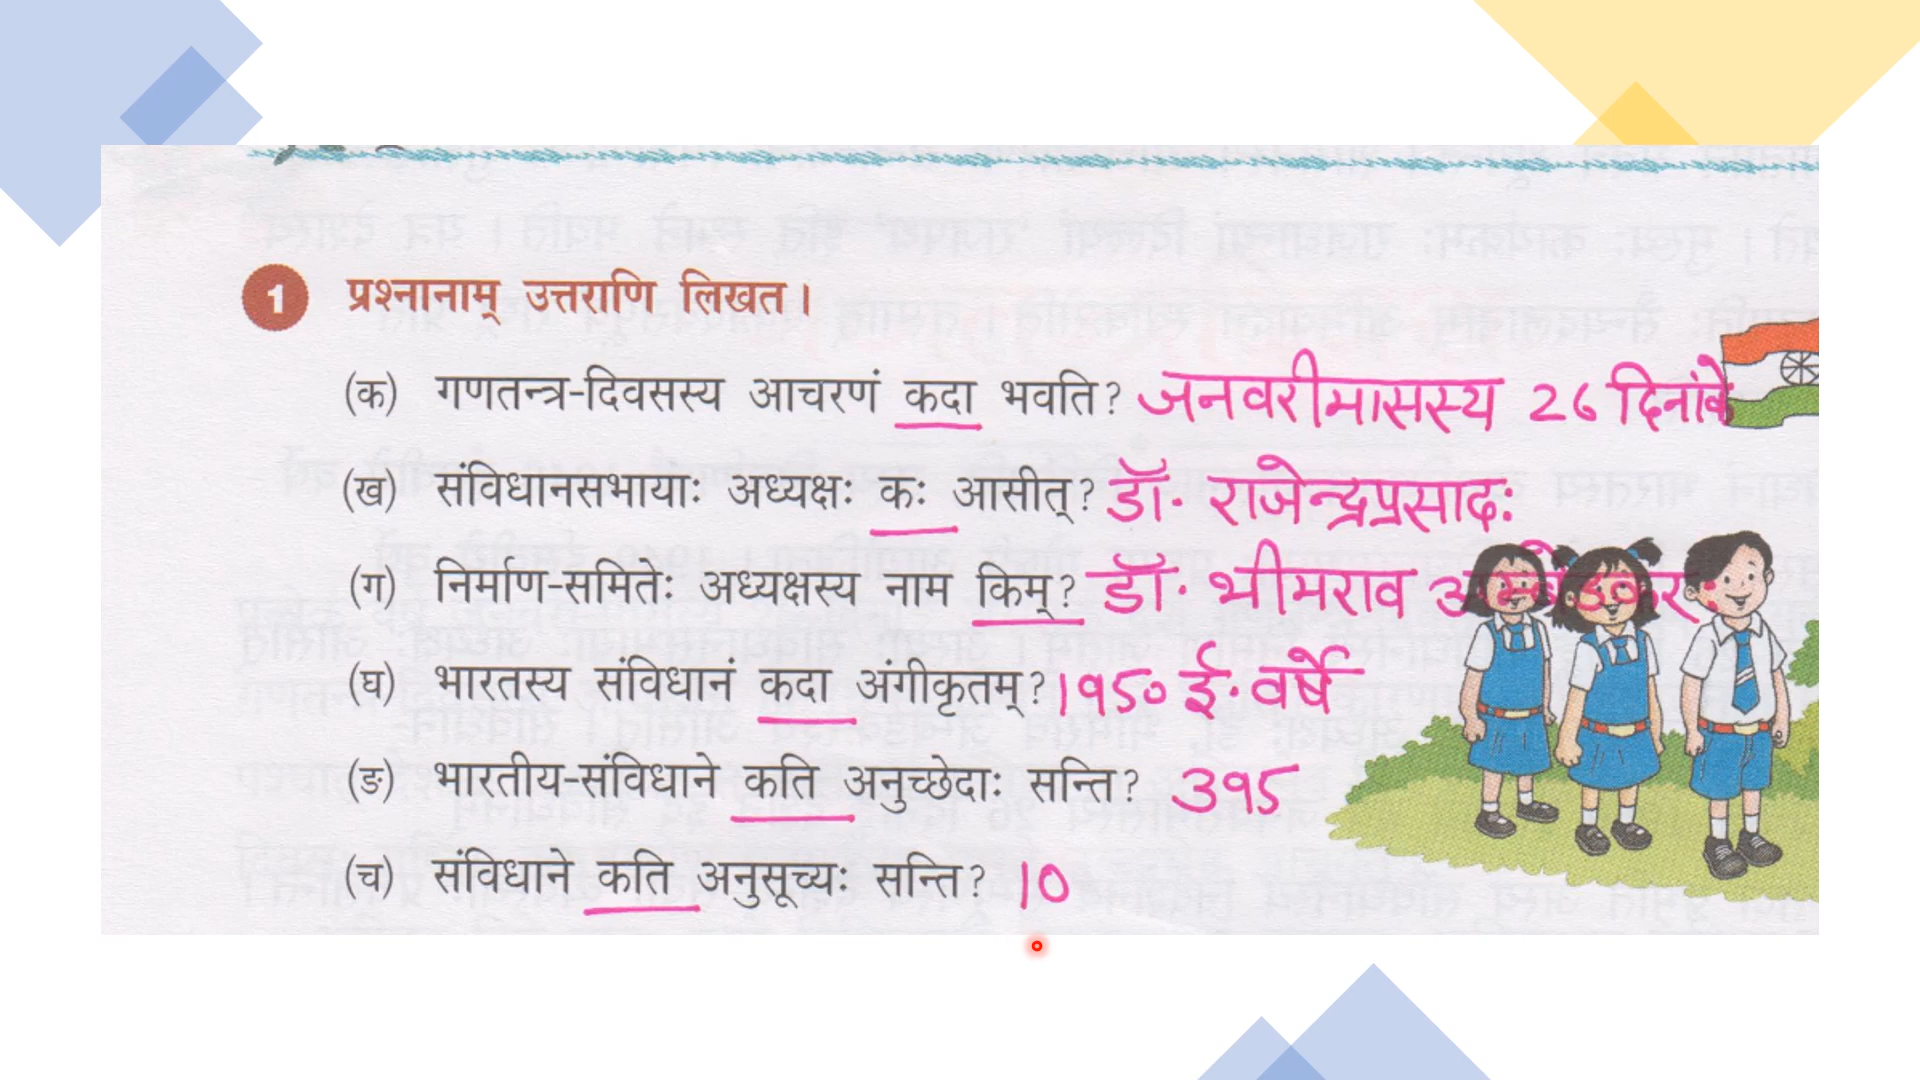 1 प्रश्नानाम् उत्तराणि लिखत।
(क) गणतन्त्र-दिवसस्य आचरणं कदा भवति? जनवरीमासस्य 26 दिनांके
(ख) संविधानसभायाः अध्यक्षः कः आसीत्? डॉ. राजेन्द्रप्रसादः
(ग) निर्माण-समितेः अध्यक्षस्य नाम किम्? डॉ. भीमराव
(घ) भारतस्य संविधानं कदा अंगीकृतम्? १९५० ई. वर्षे
(ङ) भारतीय-संविधाने कति अनुच्छेदाः सन्ति? ३९५
(च) संविधाने कति अनुसूच्यः सन्ति? 10